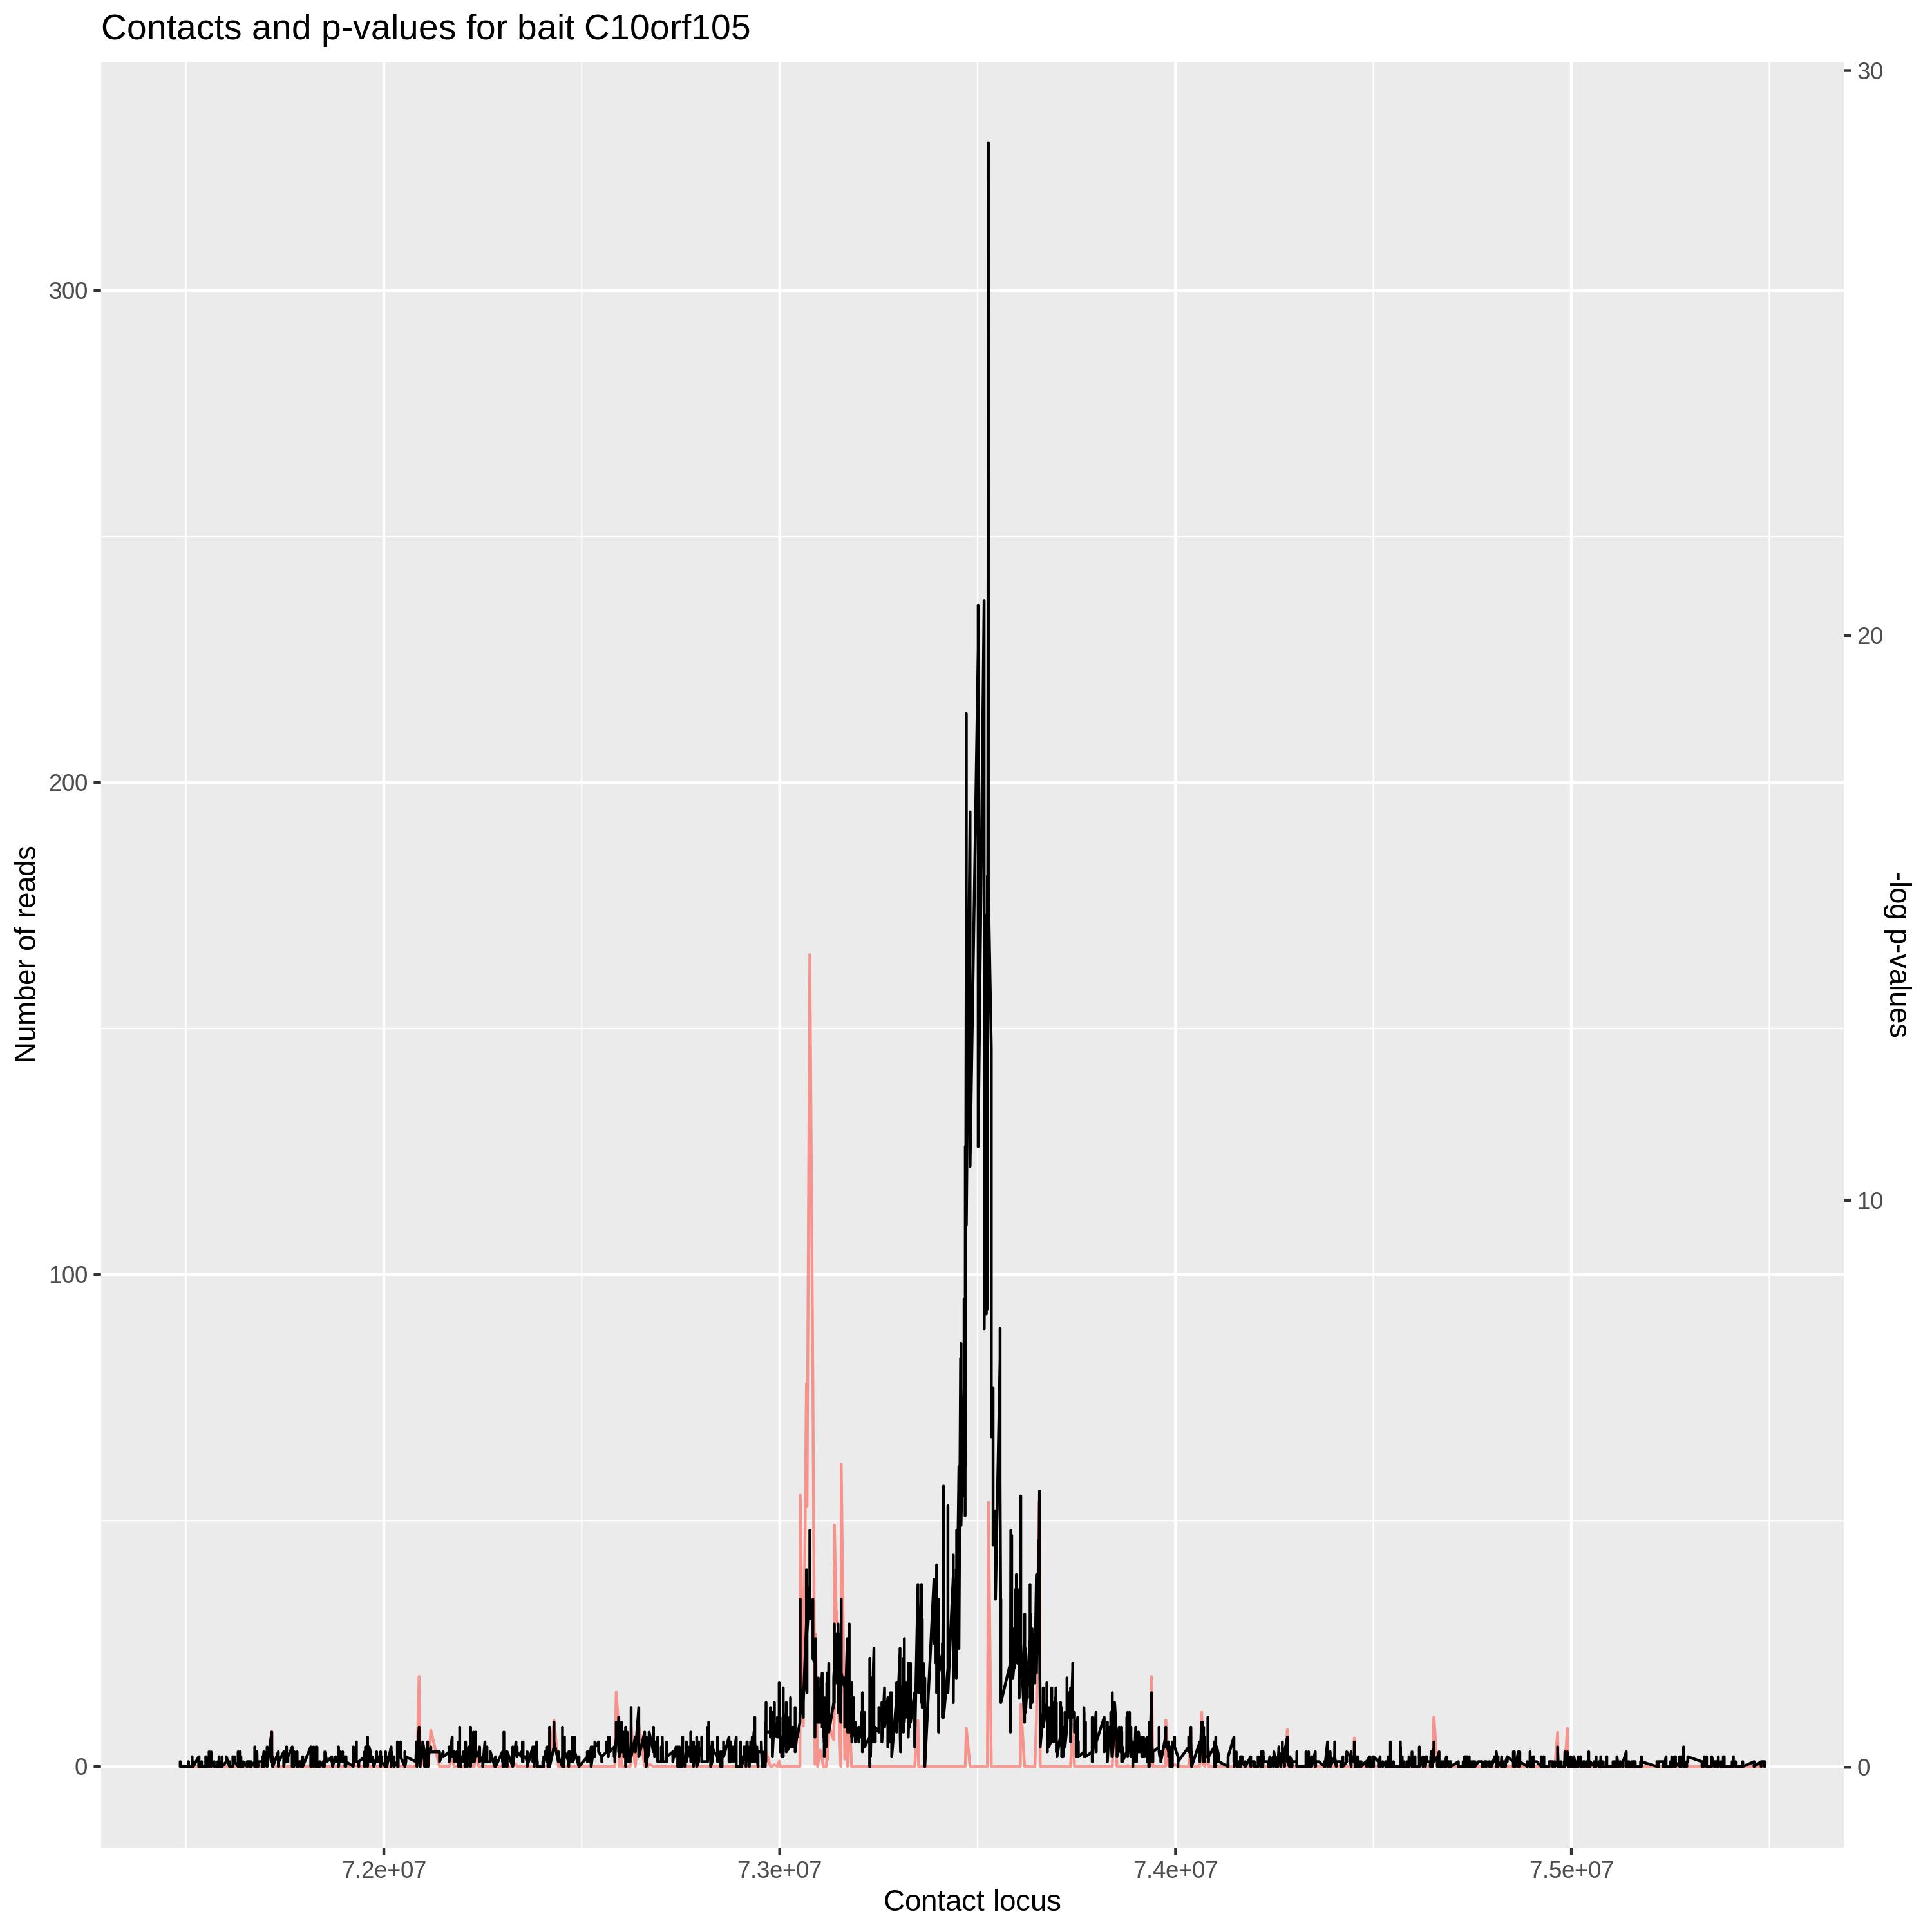 Contacts and p-values for bait C10orf105
300
200
100
0
30
20
10
0
Number of reads
-log p-values
7.2e+07
7.3e+07
7.4e+07
7.5e+07
Contact locus